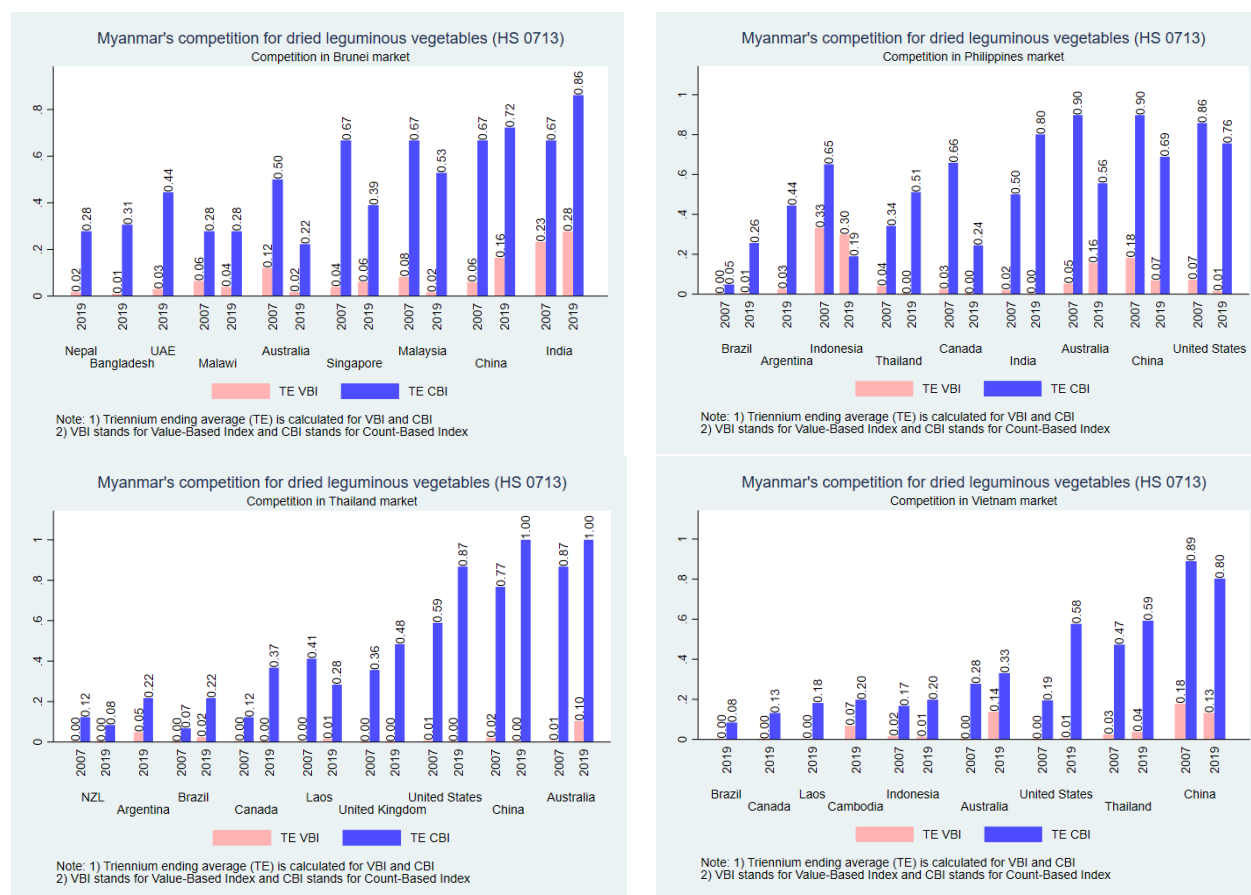 Myanmar's competition for dried leguminous vegetables (HS 0713)
Competition in Brunei market
0 .2 .4 .6 .8
0.02 0.28 0.01 0.31 0.03 0.44 0.06 0.28 0.04 0.28 0.12 0.50 0.02 0.22 0.04 0.67 0.06 0.39 0.08 0.67 0.02 0.53 0.06 0.67 0.16 0.72 0.23 0.67 0.28 0.86
2019 2019 2019 2007 2019 2007 2019 2007 2019 2007 2019 2007 2019 2007 2019
Nepal Bangladesh UAE Malawi Australia Singapore Malaysia China India
TE VBI TE CBI
Note: 1) Triennium ending average (TE) is calculated for VBI and CBI
2) VBI stands for Value-Based Index and CBI stands for Count-Based Index
Myanmar's competition for dried leguminous vegetables (HS 0713)
Competition in Philippines market
0 .2 .4 .6 .8 1
0.00 0.05 0.01 0.26 0.03 0.44 0.33 0.65 0.30 0.19 0.04 0.34 0.00 0.51 0.03 0.66 0.00 0.24 0.02 0.50 0.00 0.80 0.05 0.90 0.16 0.56 0.18 0.90 0.07 0.69 0.07 0.86 0.01 0.76
2007 2019 2019 2007 2019 2007 2019 2007 2019 2007 2019 2007 2019 2007 2019 2007 2019
Brazil Argentina Indonesia Thailand Canada India Australia China United States
TE VBI TE CBI
Note: 1) Triennium ending average (TE) is calculated for VBI and CBI
2) VBI stands for Value-Based Index and CBI stands for Count-Based Index
Myanmar's competition for dried leguminous vegetables (HS 0713)
Competition in Thailand market
0 .2 .4 .6 .8 1
0.00 0.12 0.00 0.08 0.05 0.22 0.00 0.07 0.02 0.22 0.00 0.12 0.00 0.37 0.00 0.41 0.01 0.28 0.00 0.36 0.00 0.48 0.01 0.59 0.00 0.87 0.02 0.77 0.00 1.00 0.01 0.87 0.10 1.00
2007 2019 2019 2007 2019 2007 2019 2007 2019 2007 2019 2007 2019 2007 2019 2007 2019
NZL Argentina Brazil Canada Laos United Kingdom United States China Australia
TE VBI TE CBI
Note: 1) Triennium ending average (TE) is calculated for VBI and CBI
2) VBI stands for Value-Based Index and CBI stands for Count-Based Index
Myanmar's competition for dried leguminous vegetables (HS 0713)
Competition in Vietnam market
0 .2 .4 .6 .8 1
0.00 0.08 0.00 0.13 0.00 0.18 0.07 0.20 0.02 0.17 0.01 0.20 0.00 0.28 0.14 0.33 0.00 0.19 0.01 0.58 0.03 0.47 0.04 0.59 0.18 0.89 0.13 0.80
2019 2019 2019 2019 2007 2019 2007 2019 2007 2019 2007 2019 2007 2019
Brazil Canada Laos Cambodia Indonesia Australia United States Thailand China
TE VBI TE CBI
Note: 1) Triennium ending average (TE) is calculated for VBI and CBI
2) VBI stands for Value-Based Index and CBI stands for Count-Based Index